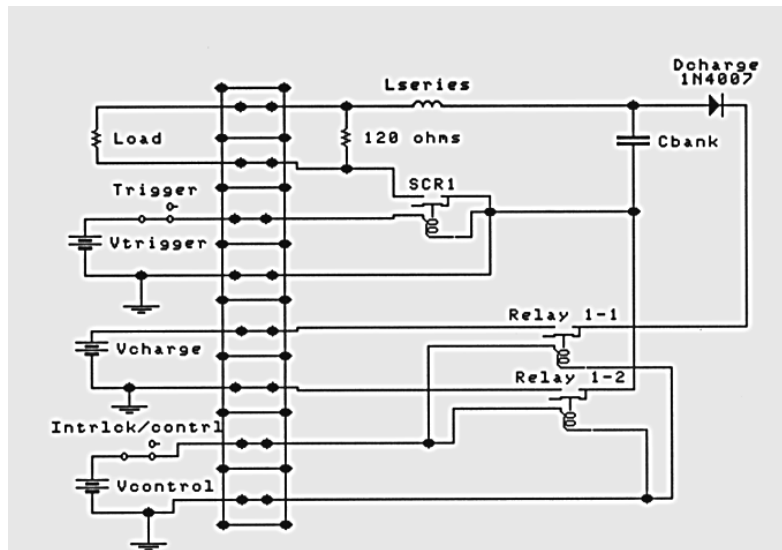 Dcharge
1N4007
Lseries
Load
120 ohms
Cbank
SCR1
Trigger
Vtrigger
Relay 1-1
Vcharge
Relay 1-2
Intrlck/contrl
Vcontrol